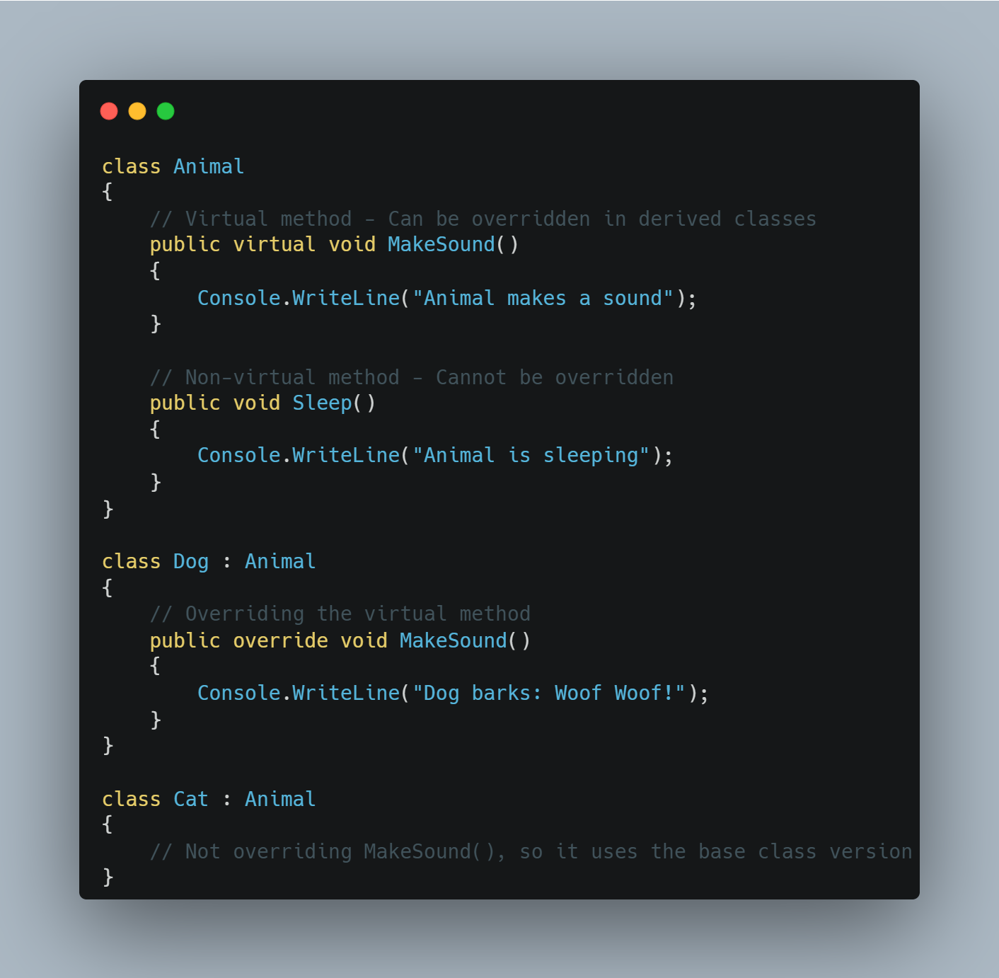 class Animal
{
    // Virtual method - Can be overridden in derived classes
    public virtual void MakeSound()
    {
        Console.WriteLine("Animal makes a sound");
    }

    // Non-virtual method - Cannot be overridden
    public void Sleep()
    {
        Console.WriteLine("Animal is sleeping");
    }
}

class Dog : Animal
{
    // Overriding the virtual method
    public override void MakeSound()
    {
        Console.WriteLine("Dog barks: Woof Woof!");
    }
}

class Cat : Animal
{
    // Not overriding MakeSound(), so it uses the base class version
}